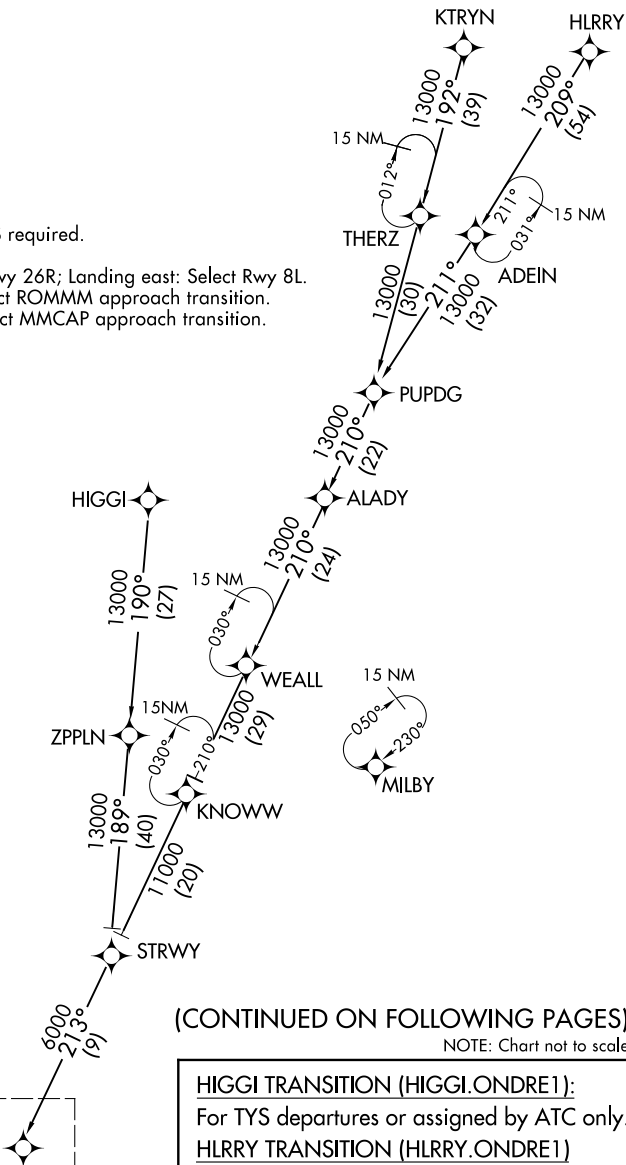 KTRYN
HLRRY
13000
192°
(39)
13000
209°
(54)
15 NM
012°
211°
15 NM
031°
THERZ
ADEIN
required.
wy 26R; Landing east: Select Rwy 8L.
ct ROMMM approach transition.
ct MMCAP approach transition.
13000
(30)
211°
13000
(32)
PUPDG
13000
210°
(22)
HIGGI
ALADY
13000
210°
(24)
13000
190°
(27)
15 NM
030°
WEALL
15NM
030°
210°
13000
(29)
15 NM
050°
230°
ZPPLN
MILBY
KNOWW
13000
189°
(40)
11000
(20)
STRWY
6000
213°
(9)
(CONTINUED ON FOLLOWING PAGES)
NOTE: Chart not to scale
HIGGI TRANSITION (HIGGI.ONDRE1):
For TYS departures or assigned by ATC only.
HLRRY TRANSITION (HLRRY.ONDRE1)